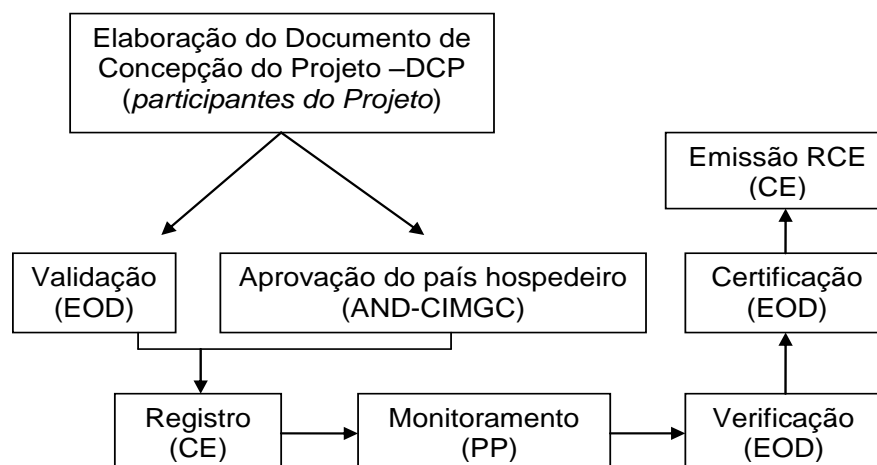 Elaboração do Documento de
Concepção do Projeto –DCP
(participantes do Projeto)
Emissão RCE
(CE)
Validação
(EOD)
Aprovação do país hospedeiro
(AND-CIMGC)
Certificação
(EOD)
Registro
(CE)
Monitoramento
(PP)
Verificação
(EOD)